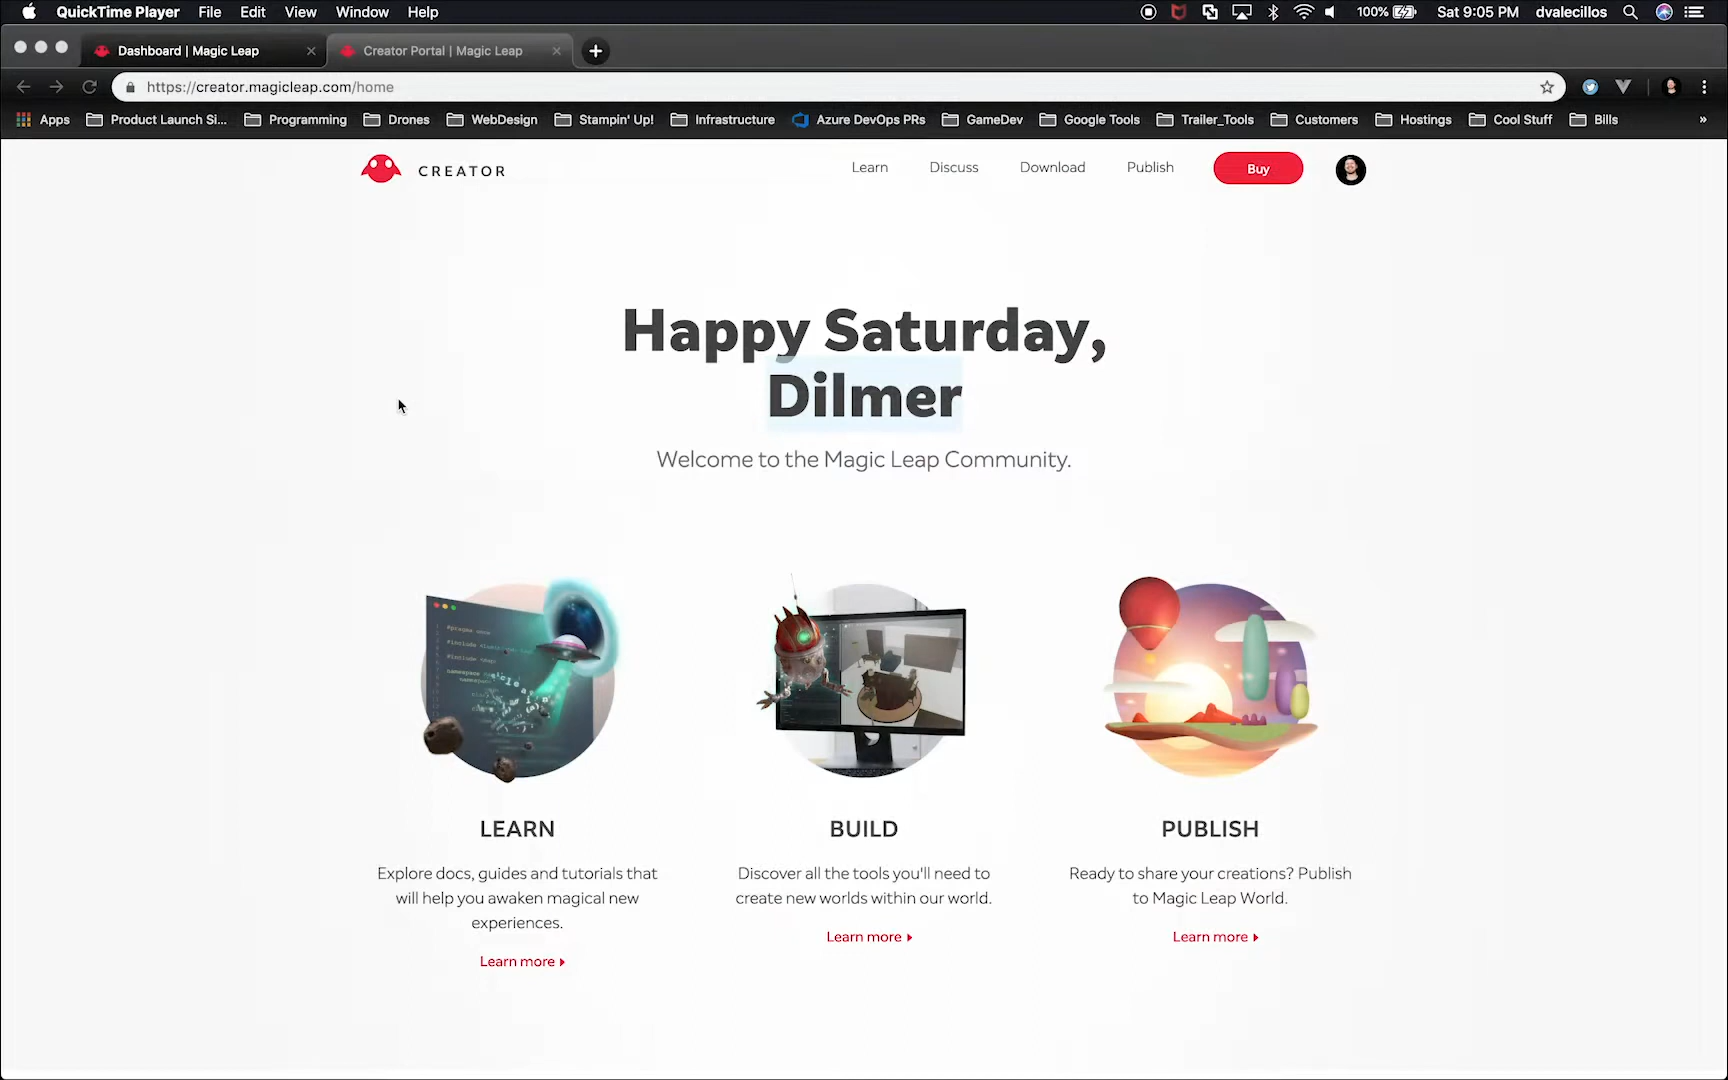 QuickTime Player File Edit View Window Help 100% Sat 9:05 PM dvalecillos
Dashboard | Magic Leap Creator Portal | Magic Leap
https://creator.magicleap.com/home
Apps Product Launch Si... Programming Drones WebDesign Stampin' Up! Infrastructure Azure DevOps PRs GameDev Google Tools Trailer_Tools Customers Hostings Cool Stuff Bills »
CREATOR Learn Discuss Download Publish Buy
Happy Saturday,
Dilmer
Welcome to the Magic Leap Community.
LEARN
Explore docs, guides and tutorials that
will help you awaken magical new
experiences.
Learn more
BUILD
Discover all the tools you'll need to
create new worlds within our world.
Learn more
PUBLISH
Ready to share your creations? Publish
to Magic Leap World.
Learn more